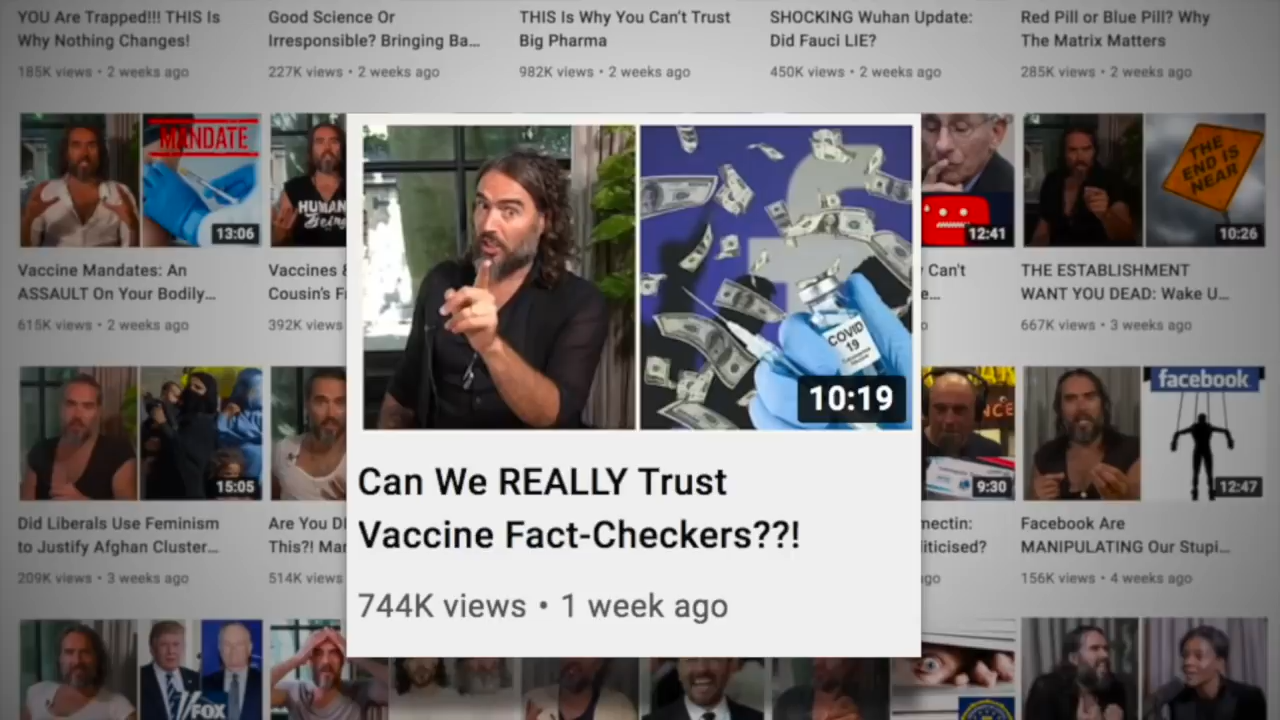 YOU Are Trapped!!! THIS Is
Why Nothing Changes!
185K views • 2 weeks ago
Good Science Or
Irresponsible? Bringing Ba...
227K views • 2 weeks ago
THIS Is Why You Can't Trust
Big Pharma
982K views • 2 weeks ago
SHOCKING Wuhan Update:
Did Fauci LIE?
450K views • 2 weeks ago
Red Pill or Blue Pill? Why
The Matrix Matters
285K views • 2 weeks ago
MANDATE
13:06
Vaccine Mandates: An
ASSAULT On Your Bodily...
615K views • 2 weeks ago
HUMAN
Being
Vaccines
Cousin's
392K views
COVID
19
10:19
Can We REALLY Trust
Vaccine Fact-Checkers??!
744K views • 1 week ago
12:41
Can't
THE END IS NEAR
10:26
THE ESTABLISHMENT
WANT YOU DEAD: Wake U...
667K views • 3 weeks ago
15:05
Did Liberals Use Feminism
to Justify Afghan Cluster...
209K views • 3 weeks ago
Are You
This?!
514K views
9:30
facebook
12:47
Facebook Are
MANIPULATING Our Stupi...
156K views • 4 weeks ago
FOX